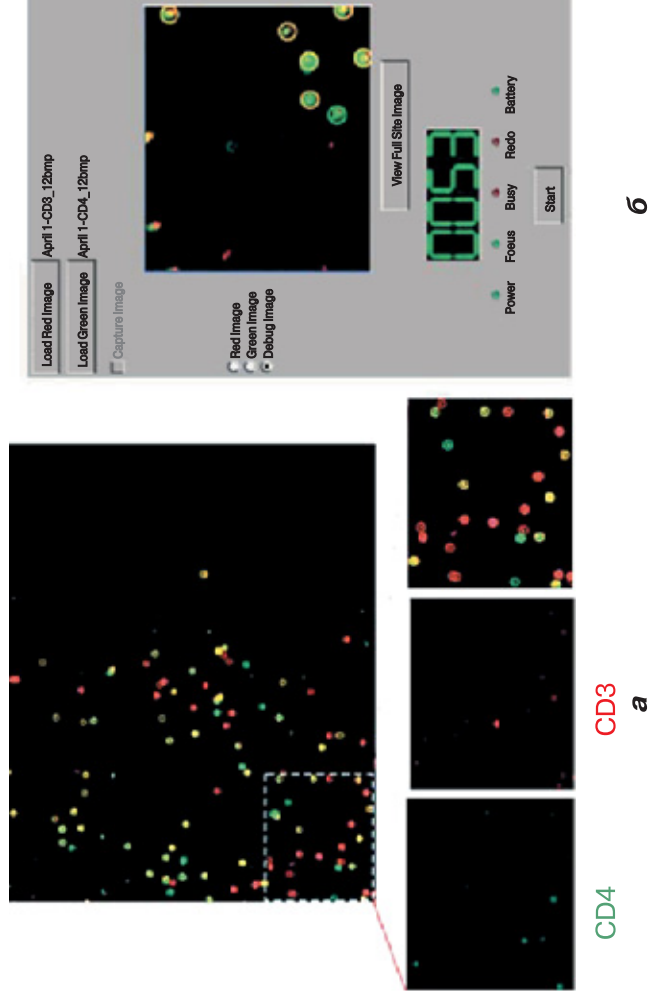 CD4
CD3
а
Load Red Image April 1-CD3_12bmp
Load Green Image April 1-CD4_12bmp
Capture Image
Red Image
Green Image
Debug Image
View Full Site Image
0053
Power Foeus Busy Redo Battery
Start
б